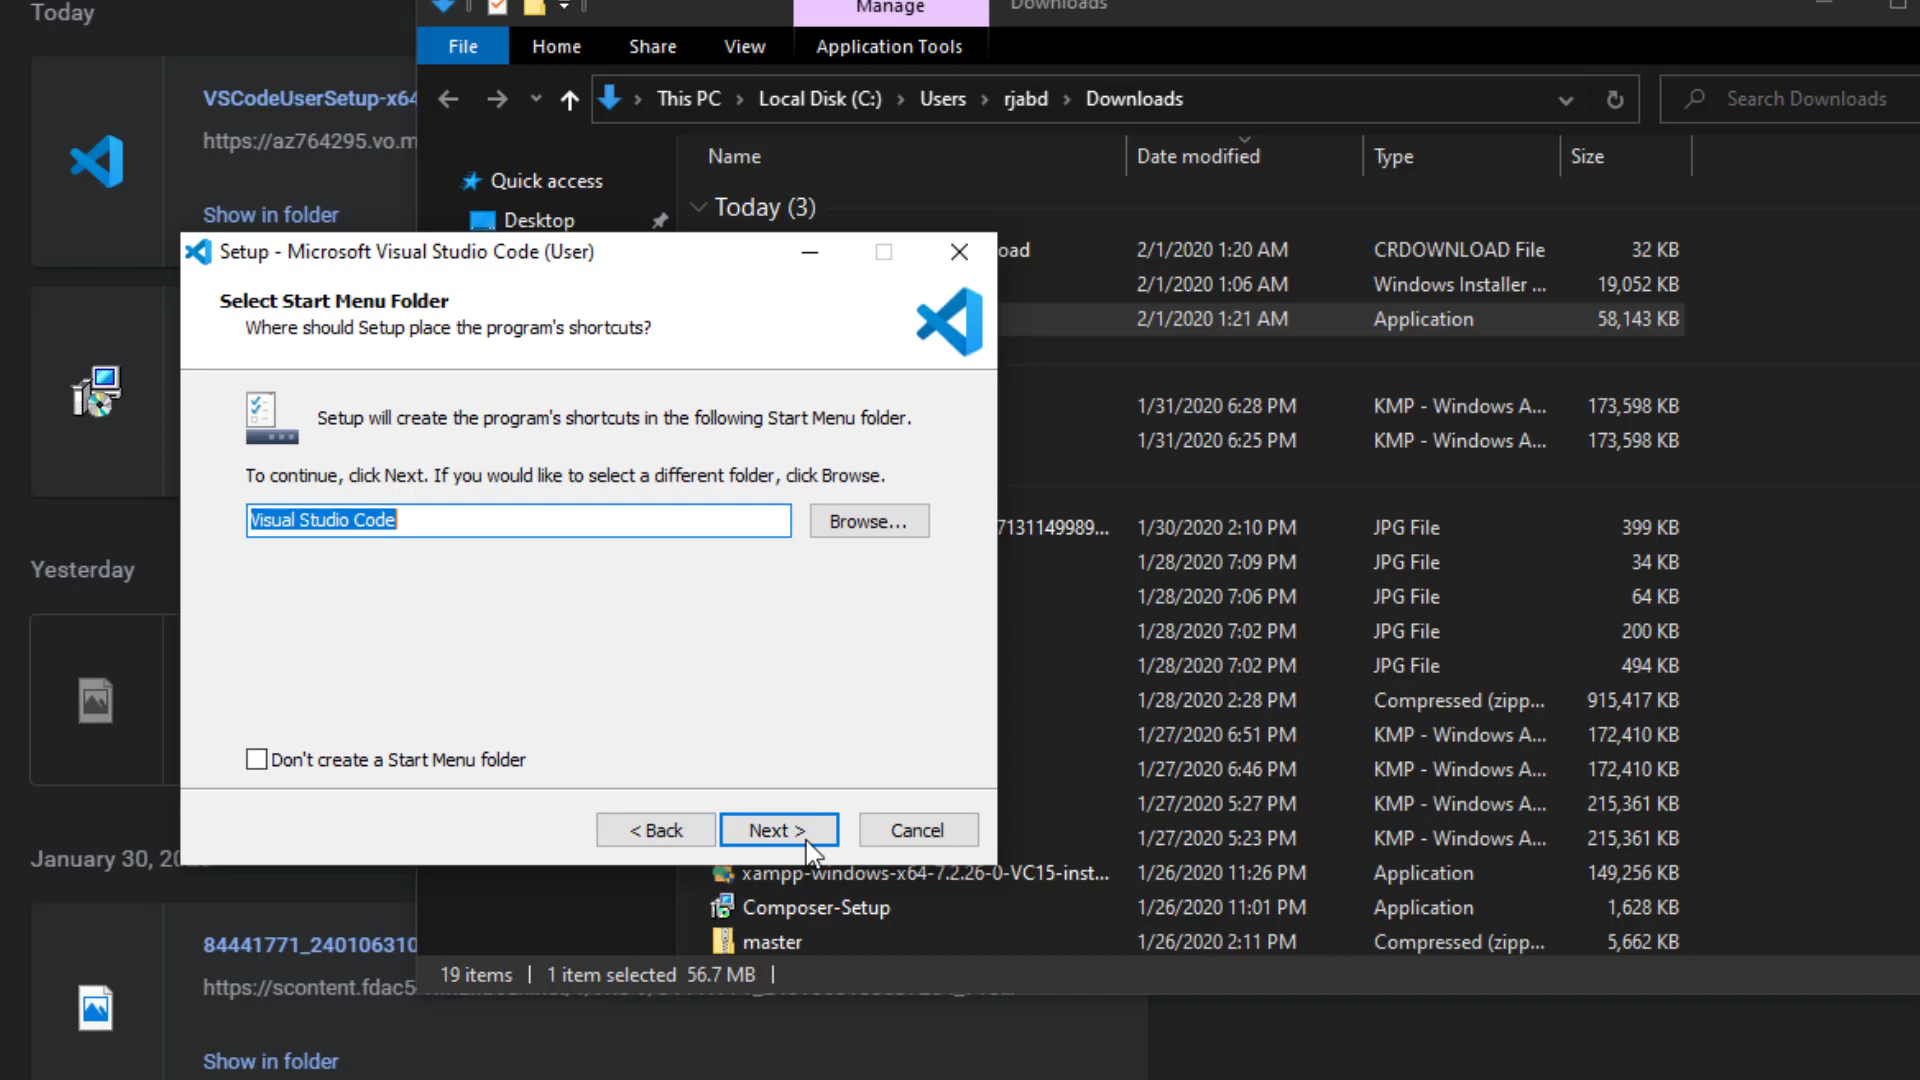 Today
VSCodeUserSetup-x64
https://az764295.vo.m
Show in folder
Yesterday
January 30, 20
84441771_240106310
https://scontent.fdac5
Show in folder
Manage
Downloads
File Home Share View Application Tools
This PC > Local Disk (C:) > Users > rjabd > Downloads
Search Downloads
Quick access
Desktop
Name Date modified Type Size
Today (3)
oad 2/1/2020 1:20 AM CRDOWNLOAD File 32 KB
2/1/2020 1:06 AM Windows Installer ... 19,052 KB
2/1/2020 1:21 AM Application 58,143 KB
1/31/2020 6:28 PM KMP - Windows A... 173,598 KB
1/31/2020 6:25 PM KMP - Windows A... 173,598 KB
7131149989... 1/30/2020 2:10 PM JPG File 399 KB
1/28/2020 7:09 PM JPG File 34 KB
1/28/2020 7:06 PM JPG File 64 KB
1/28/2020 7:02 PM JPG File 200 KB
1/28/2020 7:02 PM JPG File 494 KB
1/28/2020 2:28 PM Compressed (zipp... 915,417 KB
1/27/2020 6:51 PM KMP - Windows A... 172,410 KB
1/27/2020 6:46 PM KMP - Windows A... 172,410 KB
1/27/2020 5:27 PM KMP - Windows A... 215,361 KB
1/27/2020 5:23 PM KMP - Windows A... 215,361 KB
xampp-windows-x64-7.2.26-0-VC15-inst... 1/26/2020 11:26 PM Application 149,256 KB
Composer-Setup 1/26/2020 11:01 PM Application 1,628 KB
master 1/26/2020 2:11 PM Compressed (zipp... 5,662 KB
19 items | 1 item selected 56.7 MB |
Setup - Microsoft Visual Studio Code (User)
Select Start Menu Folder
Where should Setup place the program's shortcuts?
Setup will create the program's shortcuts in the following Start Menu folder.
To continue, click Next. If you would like to select a different folder, click Browse.
Visual Studio Code
Browse...
Don't create a Start Menu folder
< Back Next > Cancel